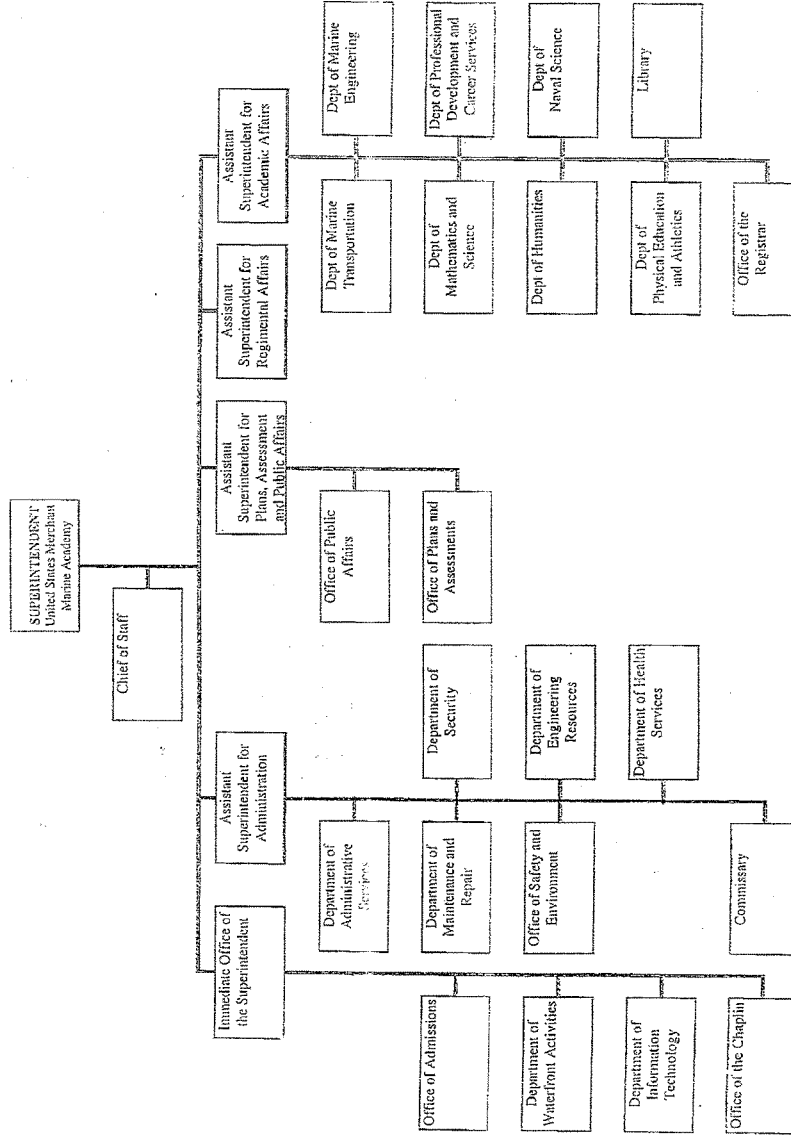 SUPERINTENDENT
United States Merchant
Marine Academy
Chief of Staff
Immediate Office of
the Superintendent
Assistant
Superintendent for
Administration
Assistant
Superintendent for
Plans, Assessment
and Public Affairs
Assistant
Superintendent for
Regimental Affairs
Assistant
Superintendent for
Academic Affairs
Office of Admissions
Department of
Waterfront Activities
Department of
Information
Technology
Office of the Chaplin
Department of
Administrative
Services
Department of
Maintenance and
Repair
Department of
Security
Office of Safety and
Environment
Department of
Engineering
Resources
Department of Health
Services
Commissary
Office of Public
Affairs
Office of Plans and
Assessments
Dept of Marine
Transportation
Dept of Marine
Engineering
Dept of
Mathematics and
Science
Dept of Professional
Development and
Career Services
Dept of Humanities
Dept of
Naval Science
Dept of
Physical Education
and Athletics
Library
Office of the
Registrar